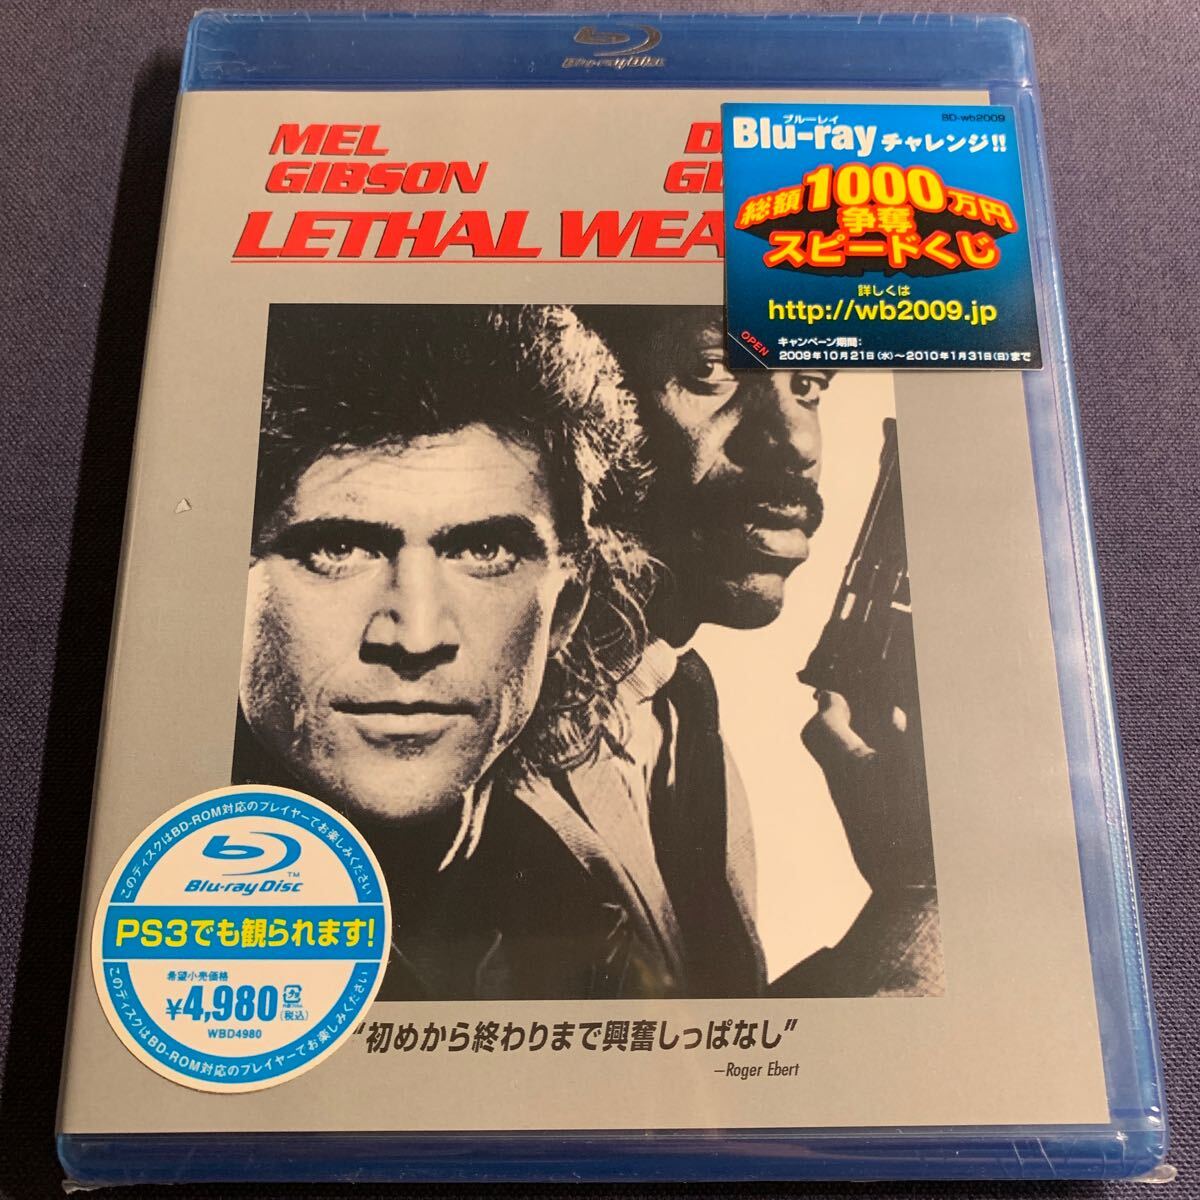 Blu-ray Disc
MEL
GIBSON
D
G
LETHAL WEA
BD-wb2009
ブルーレイ
Blu-rayチャレンジ!!
総額1000万円
争奪
スピードくじ
詳しくは
http://wb2009.jp
OPEN
キャンペーン期間:
2009年10月21日(水)〜2010年1月31日(日)まで
このディスクはBD-ROM対応のプレイヤーでお楽しみください
Blu-ray Disc™
PS3でも観られます!
希望小売価格
¥4,980(税込)
WBD4980
このディスクはBD-ROM対応のプレイヤーでお楽しみください
"初めから終わりまで興奮しっぱなし"
—Roger Ebert